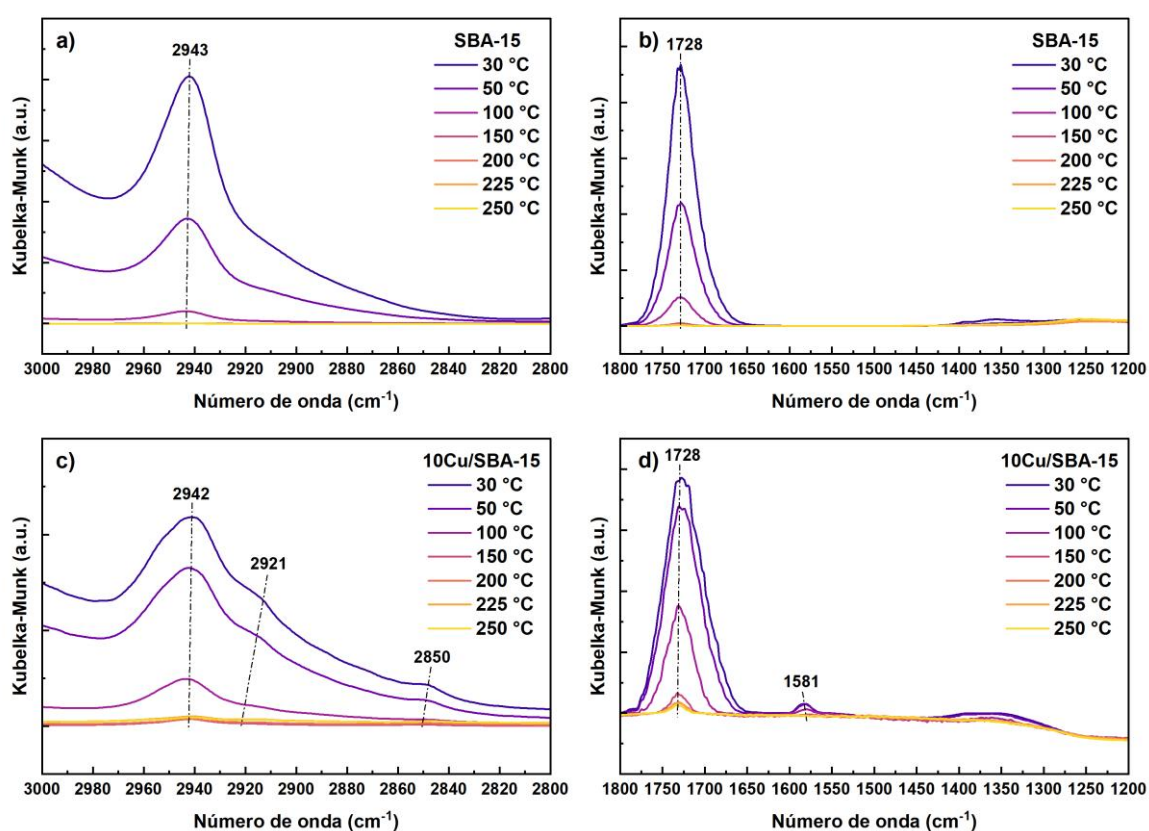 a)
2943
SBA-15
30 °C
50 °C
100 °C
150 °C
200 °C
225 °C
250 °C
Kubelka-Munk (a.u.)
3000 2980 2960 2940 2920 2900 2880 2860 2840 2820 2800
Número de onda (cm⁻¹)
b)
1728
SBA-15
30 °C
50 °C
100 °C
150 °C
200 °C
225 °C
250 °C
Kubelka-Munk (a.u.)
1800 1750 1700 1650 1600 1550 1500 1450 1400 1350 1300 1250 1200
Número de onda (cm⁻¹)
c)
2942
2921
2850
10Cu/SBA-15
30 °C
50 °C
100 °C
150 °C
200 °C
225 °C
250 °C
Kubelka-Munk (a.u.)
3000 2980 2960 2940 2920 2900 2880 2860 2840 2820 2800
Número de onda (cm⁻¹)
d)
1728
1581
10Cu/SBA-15
30 °C
50 °C
100 °C
150 °C
200 °C
225 °C
250 °C
Kubelka-Munk (a.u.)
1800 1750 1700 1650 1600 1550 1500 1450 1400 1350 1300 1250 1200
Número de onda (cm⁻¹)